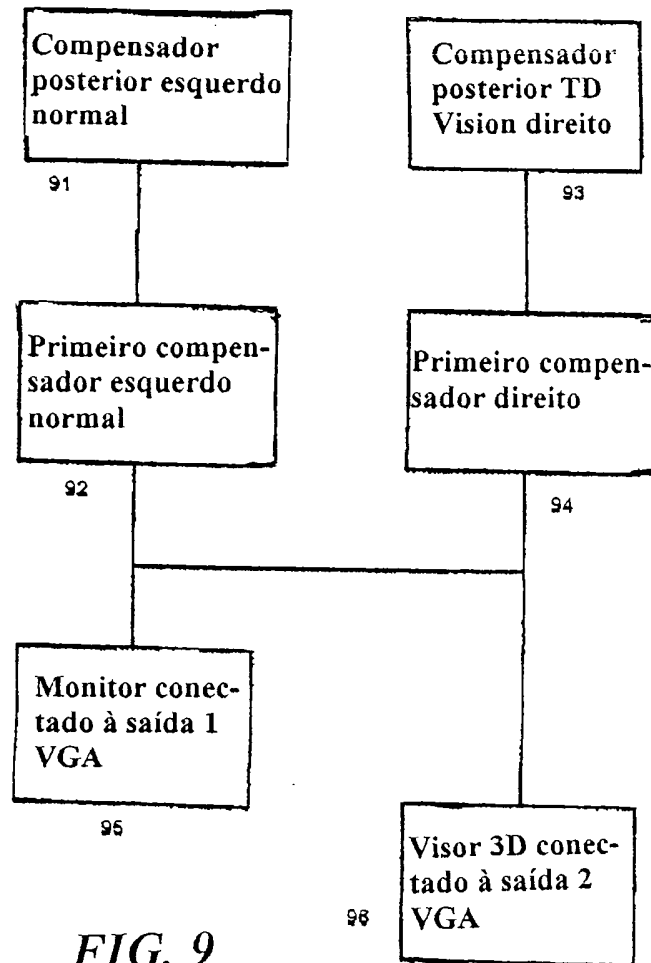 Compensador
posterior esquerdo
normal
91
Compensador
posterior TD
Vision direito
93
Primeiro compen-
sador esquerdo
normal
92
Primeiro compen-
sador direito
94
Monitor conec-
tado à saída 1
VGA
95
Visor 3D conec-
tado à saída 2
VGA
96
FIG. 9